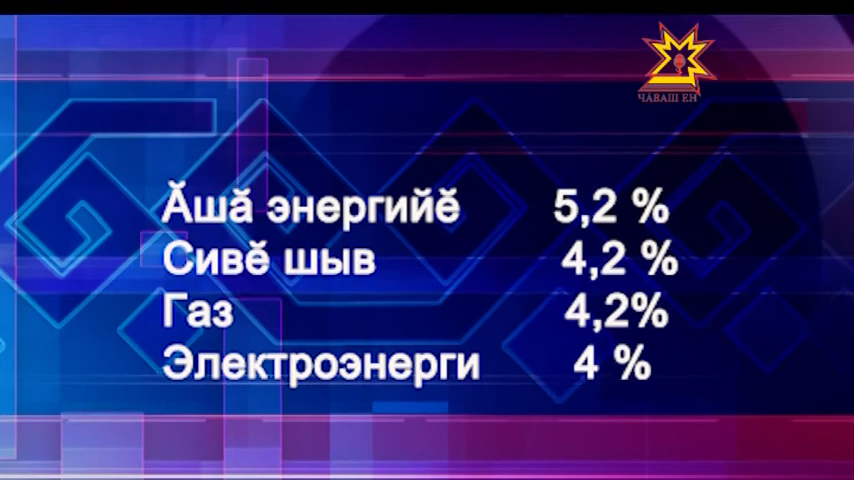 ЧĂВАШ ЕН
Ăшă энергийĕ 5,2 %
Сивĕ шыв 4,2 %
Газ 4,2%
Электроэнерги 4 %